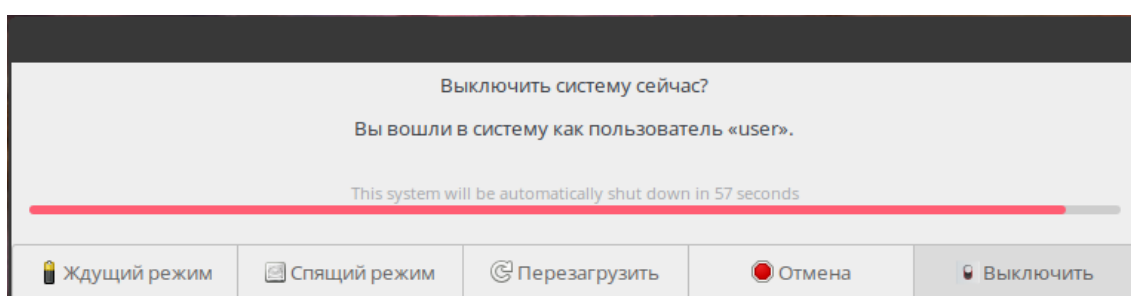 Выключить систему сейчас?
Вы вошли в систему как пользователь «user».
This system will be automatically shut down in 57 seconds
Ждущий режим
Спящий режим
Перезагрузить
Отмена
Выключить